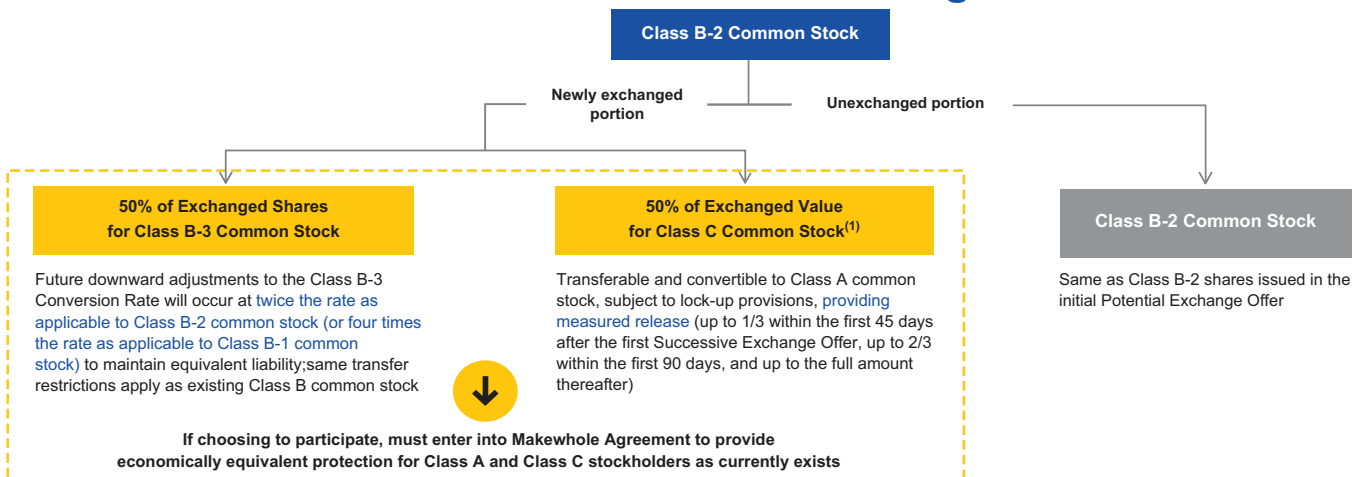 Class B-2 Common Stock
Newly exchanged
portion
Unexchanged portion
50% of Exchanged Shares
for Class B-3 Common Stock
Future downward adjustments to the Class B-3
Conversion Rate will occur at twice the rate as
applicable to Class B-2 common stock (or four times
the rate as applicable to Class B-1 common
stock) to maintain equivalent liability;same transfer
restrictions apply as existing Class B common stock
50% of Exchanged Value
for Class C Common Stock(1)
Transferable and convertible to Class A common
stock, subject to lock-up provisions, providing
measured release (up to 1/3 within the first 45 days
after the first Successive Exchange Offer, up to 2/3
within the first 90 days, and up to the full amount
thereafter)
Class B-2 Common Stock
Same as Class B-2 shares issued in the
initial Potential Exchange Offer
If choosing to participate, must enter into Makewhole Agreement to provide
economically equivalent protection for Class A and Class C stockholders as currently exists